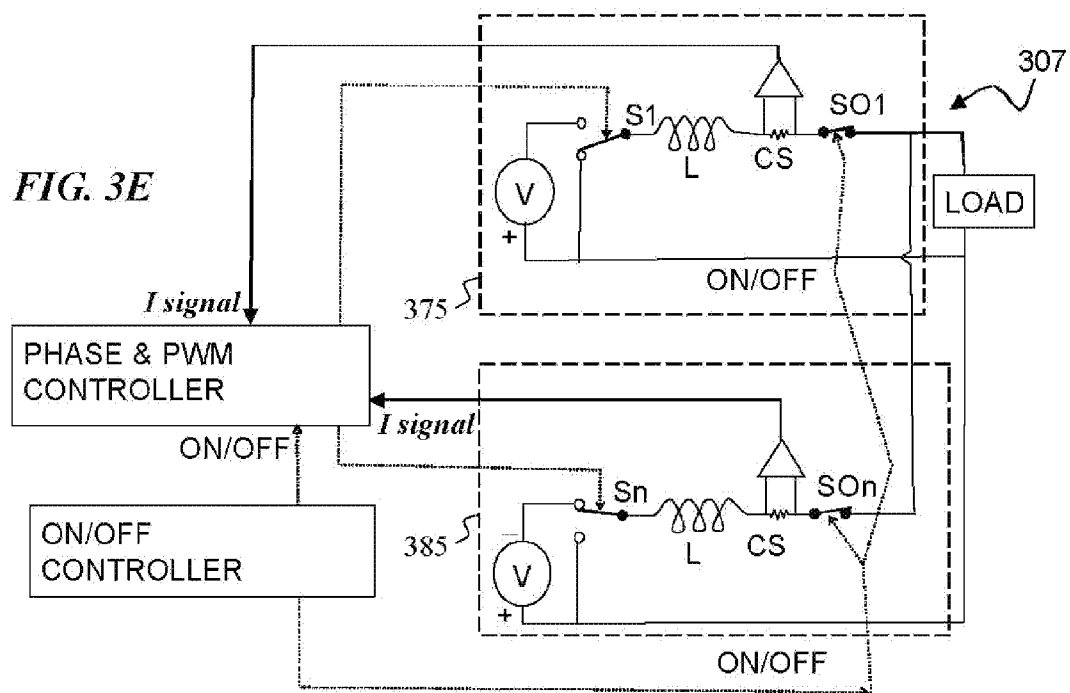 307
S1
SO1
L
CS
V
+
LOAD
FIG. 3E
ON/OFF
375
I signal
PHASE & PWM
CONTROLLER
I signal
ON/OFF
Sn
SOn
L
CS
385
V
+
ON/OFF
CONTROLLER
ON/OFF